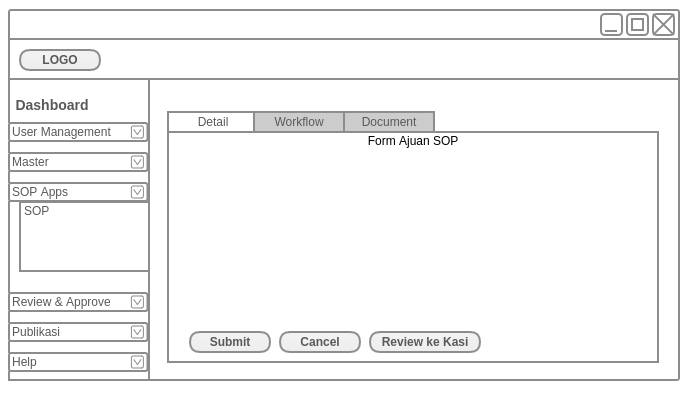 LOGO
Dashboard
User Management
Master
SOP Apps
SOP
Review & Approve
Publikasi
Help
Detail
Workflow
Document
Form Ajuan SOP
Submit
Cancel
Review ke Kasi